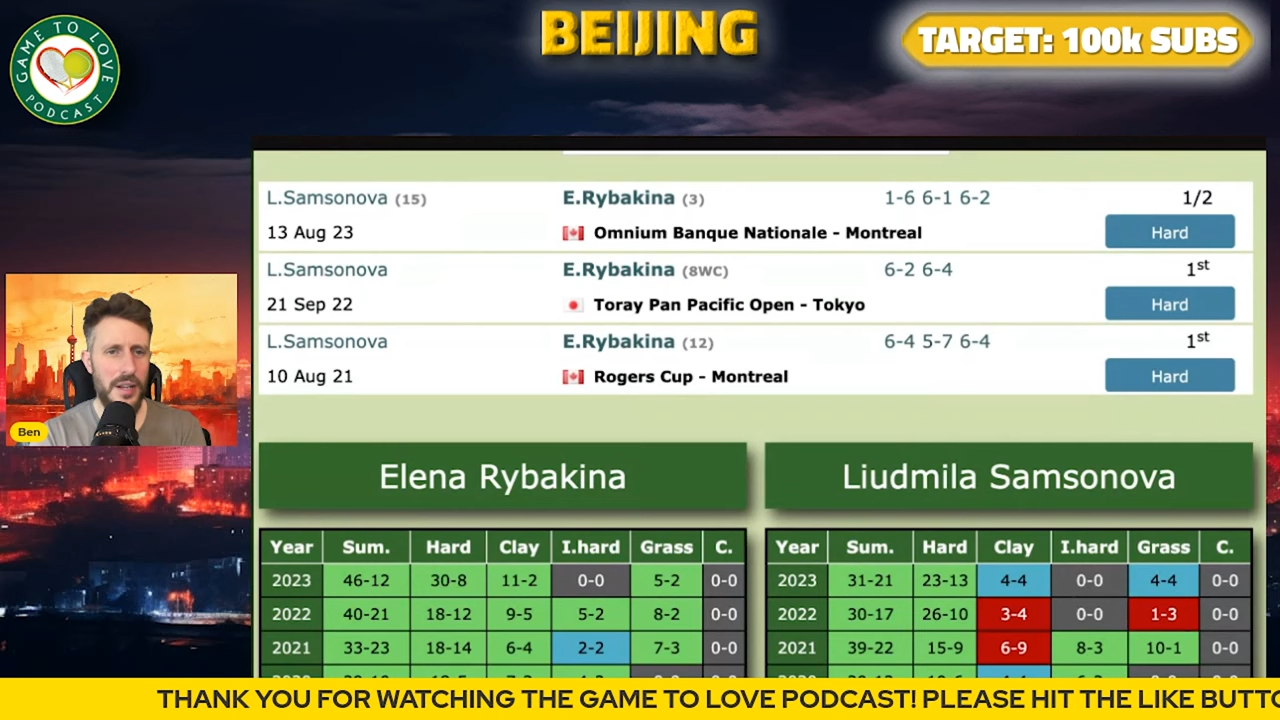 GAME TO LOVE
PODCAST
BEIJING
TARGET: 100k SUBS
L.Samsonova (15) E.Rybakina (3) 1-6 6-1 6-2 1/2
13 Aug 23 Omnium Banque Nationale - Montreal Hard
L.Samsonova E.Rybakina (8WC) 6-2 6-4 1st
21 Sep 22 Toray Pan Pacific Open - Tokyo Hard
L.Samsonova E.Rybakina (12) 6-4 5-7 6-4 1st
10 Aug 21 Rogers Cup - Montreal Hard
Ben
Elena Rybakina Liudmila Samsonova
Year Sum. Hard Clay I.hard Grass C. Year Sum. Hard Clay I.hard Grass C.
2023 46-12 30-8 11-2 0-0 5-2 0-0 2023 31-21 23-13 4-4 0-0 4-4 0-0
2022 40-21 18-12 9-5 5-2 8-2 0-0 2022 30-17 26-10 3-4 0-0 1-3 0-0
2021 33-23 18-14 6-4 2-2 7-3 0-0 2021 39-22 15-9 6-9 8-3 10-1 0-0
THANK YOU FOR WATCHING THE GAME TO LOVE PODCAST! PLEASE HIT THE LIKE BUTTO